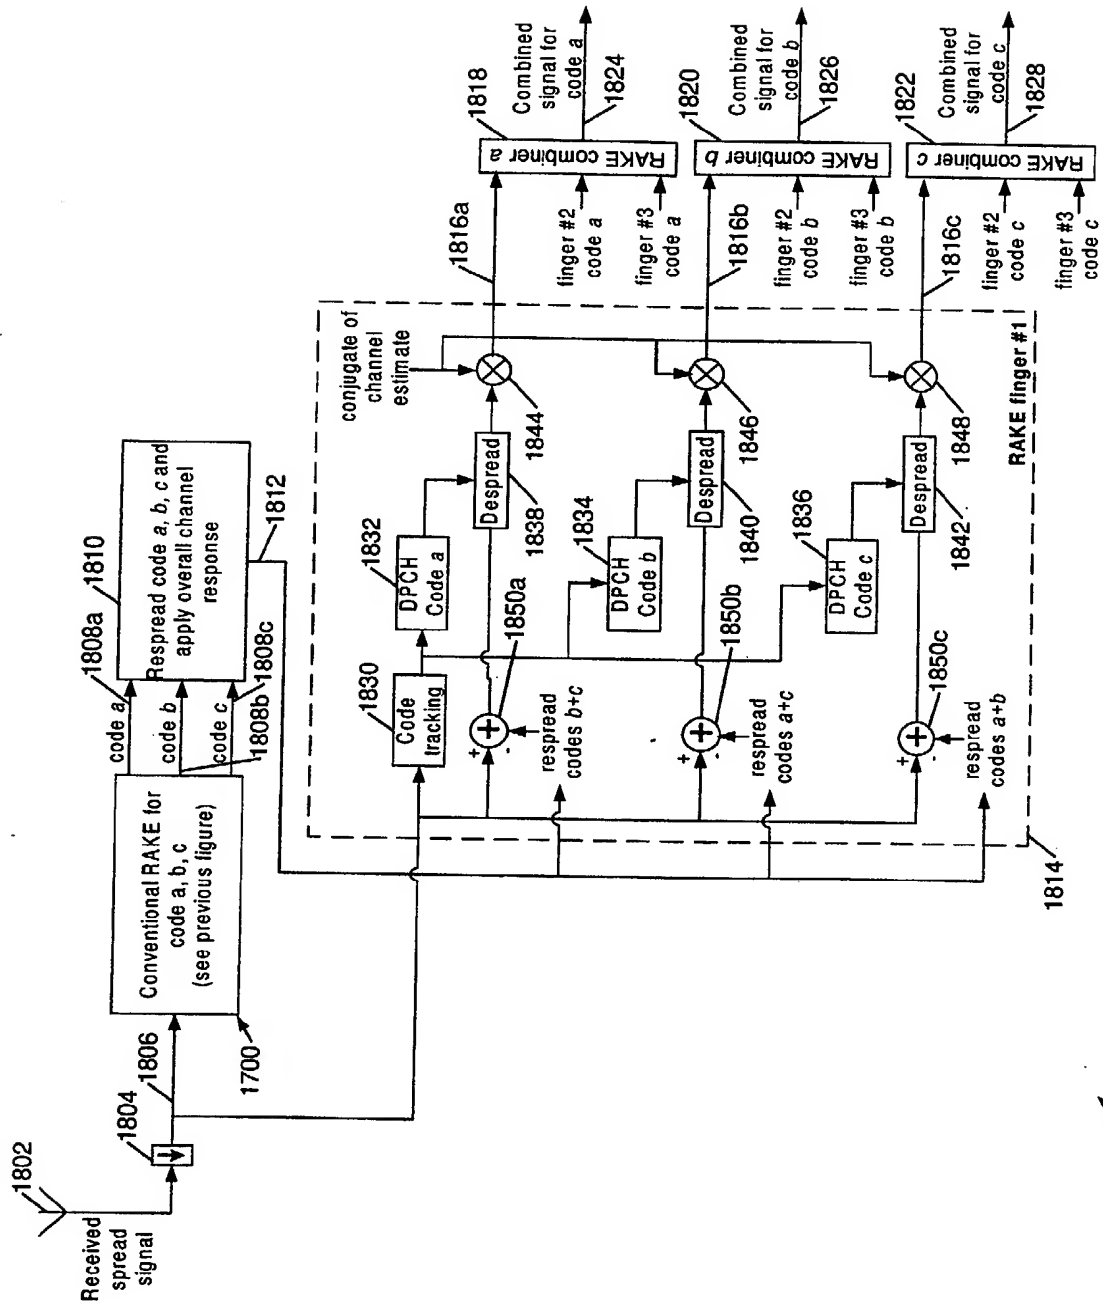 1802
Received
spread
signal
1804
1806
1700
Conventional RAKE for
code a, b, c
(see previous figure)
code a
1808a
code b
1808b
code c
1808c
1810
Respread code a, b, c and
apply overall channel
response
1812
1814
1830
Code
tracking
1832
DPCH
Code a
+
-
1850a
respread
codes b+c
Despread
1838
conjugate of
channel
estimate
1844
1834
DPCH
Code b
+
-
1850b
respread
codes a+c
Despread
1840
1846
1836
DPCH
Code c
+
-
1850c
respread
codes a+b
Despread
1842
1848
RAKE finger #1
1816a
finger #2
code a
finger #3
code a
1818
RAKE combiner a
Combined
signal for
code a
1824
1816b
finger #2
code b
finger #3
code b
1820
RAKE combiner b
Combined
signal for
code b
1826
1816c
finger #2
code c
finger #3
code c
1822
RAKE combiner c
Combined
signal for
code c
1828